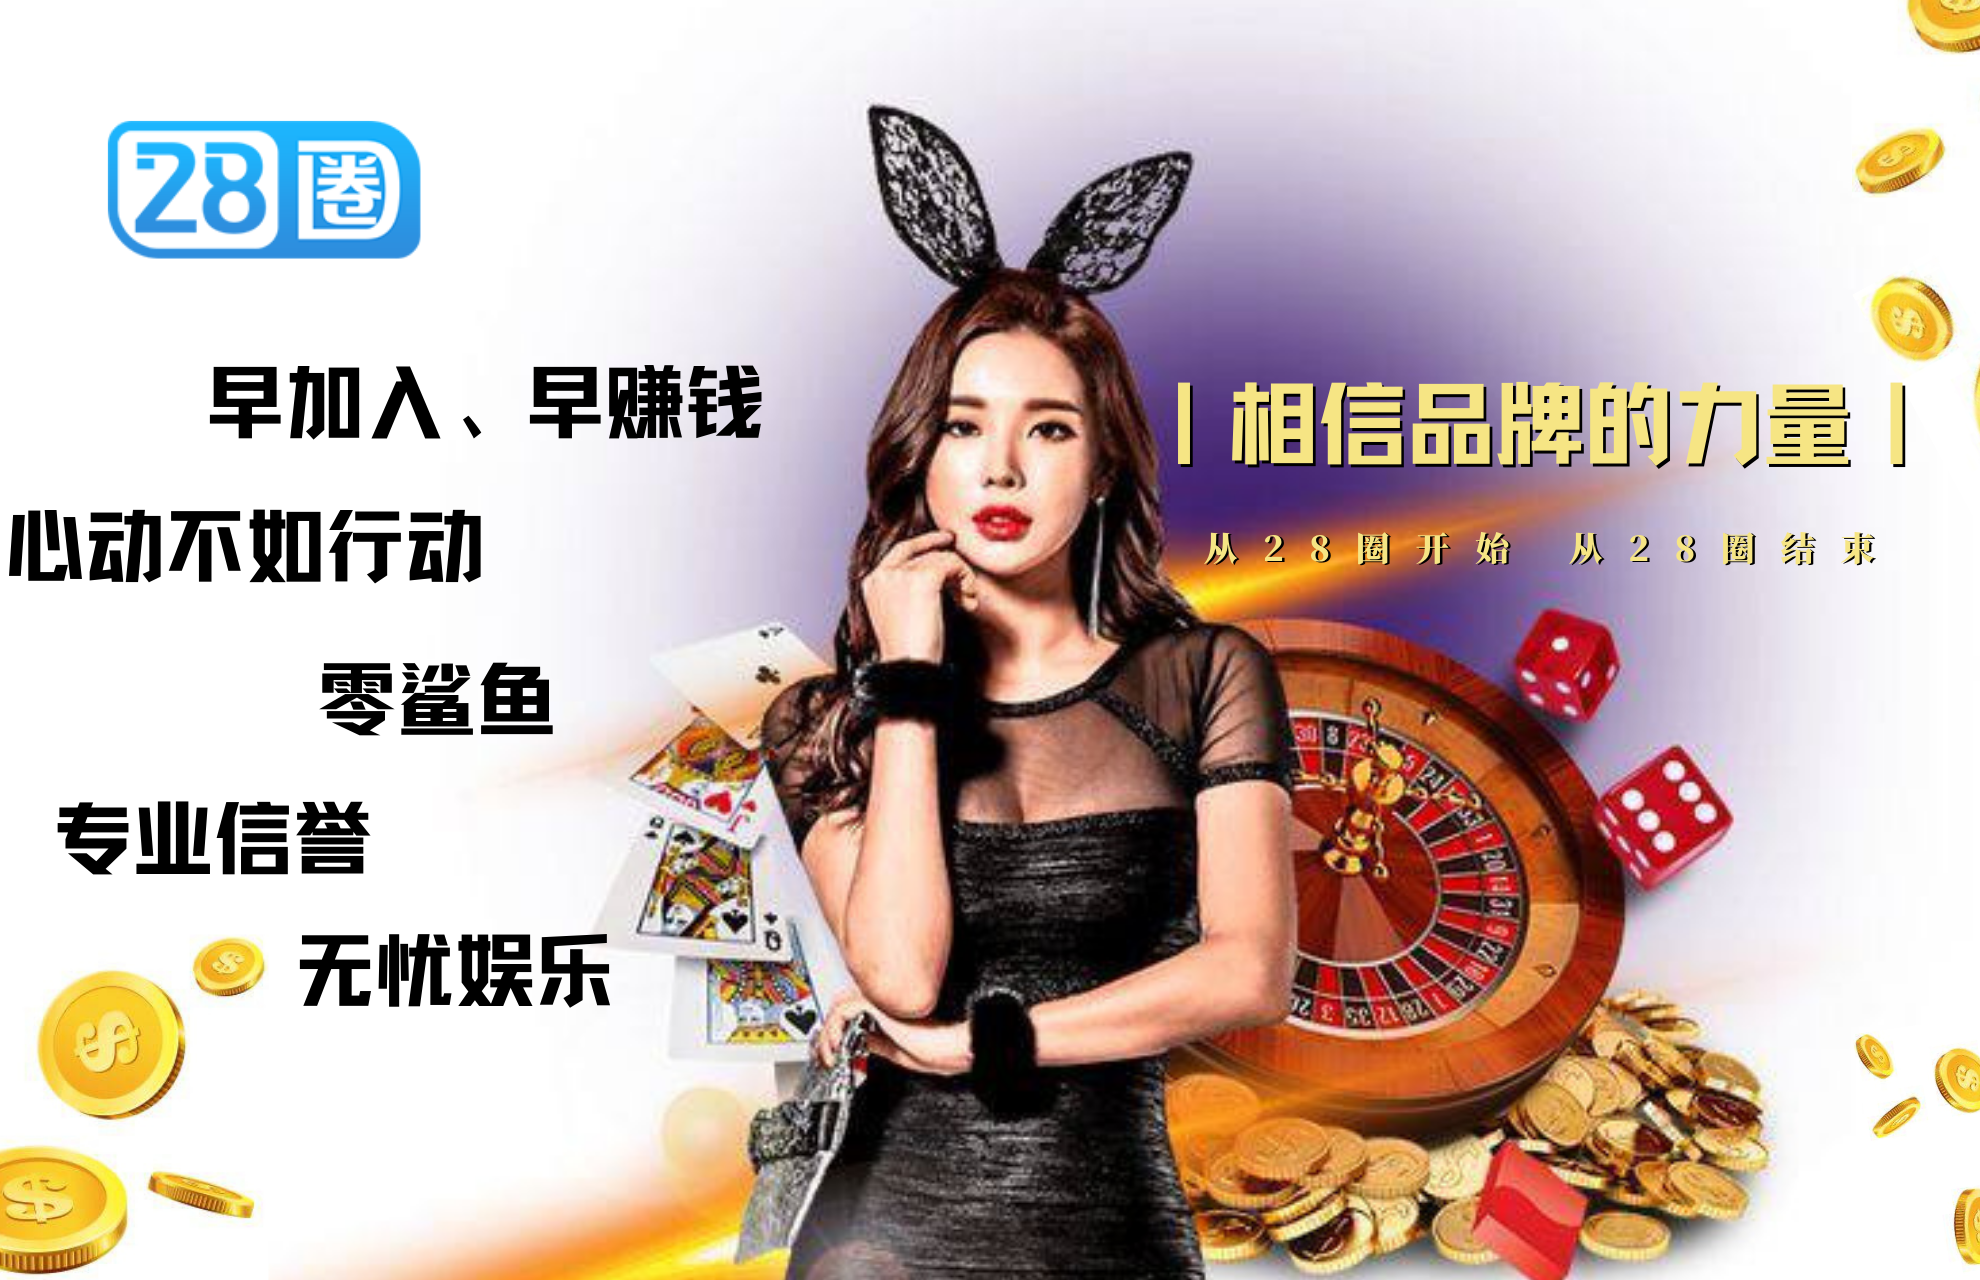 28圈
早加入、早赚钱
心动不如行动
零鲨鱼
专业信誉
无忧娱乐
|相信品牌的力量|
从28圈开始 从28圈结束